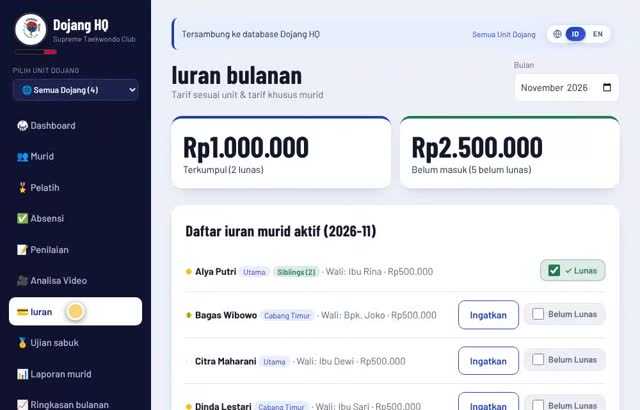 Dojang HQ
Supreme Taekwondo Club
PILIH UNIT DOJANG
Semua Dojang (4)
Dashboard
Murid
Pelatih
Absensi
Penilaian
Analisa Video
Iuran
Ujian sabuk
Laporan murid
Ringkasan bulanan
Tersambung ke database Dojang HQ
Semua Unit Dojang
ID
EN
Iuran bulanan
Tarif sesuai unit & tarif khusus murid
Bulan
November 2026
Rp1.000.000
Terkumpul (2 lunas)
Rp2.500.000
Belum masuk (5 belum lunas)
Daftar iuran murid aktif (2026-11)
Alya Putri Utama Siblings (2) · Wali: Ibu Rina · Rp500.000 ✓ Lunas
Bagas Wibowo Cabang Timur · Wali: Bpk. Joko · Rp500.000 Ingatkan Belum Lunas
Citra Maharani Utama · Wali: Ibu Dewi · Rp500.000 Ingatkan Belum Lunas
Dinda Lestari Cabang Timur · Wali: Ibu Sari · Rp500.000 Ingatkan Belum Lunas